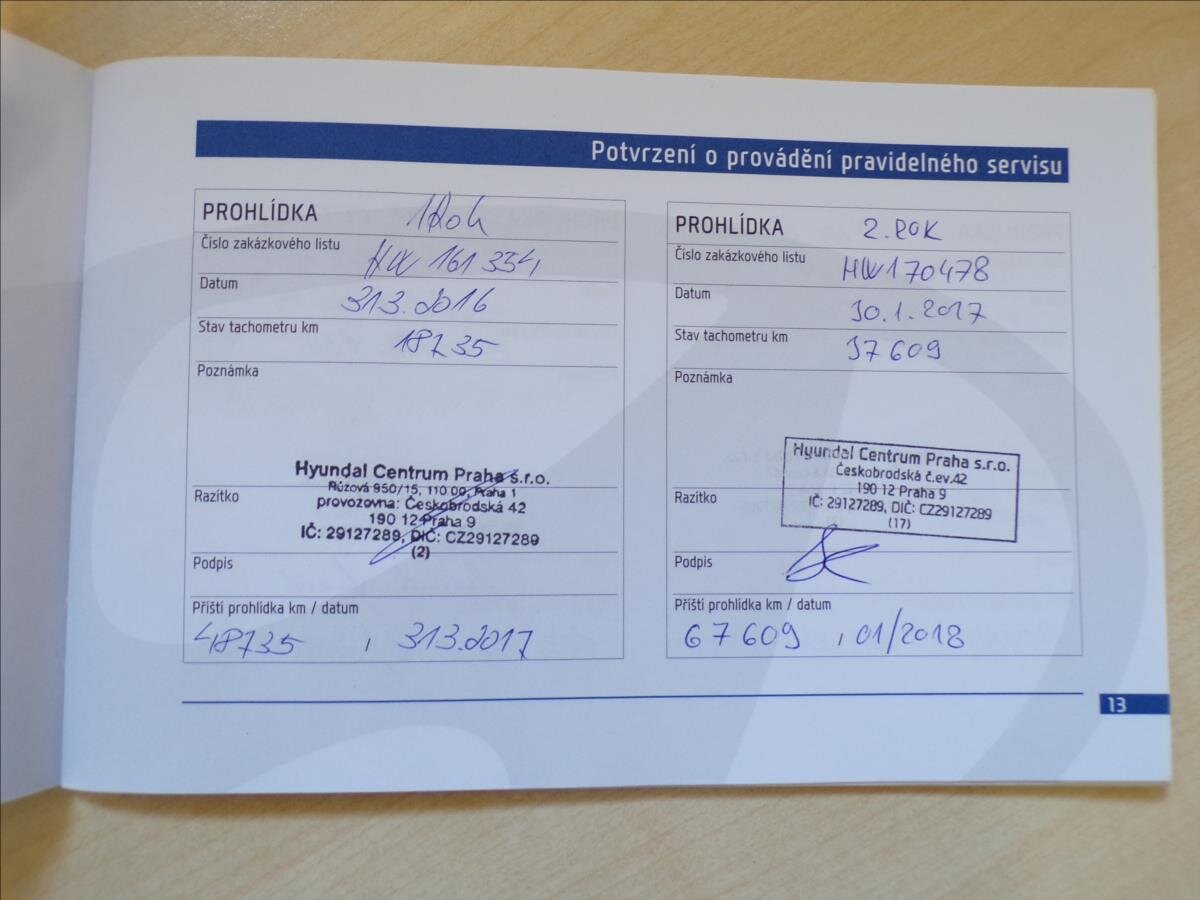 Potvrzení o provádění pravidelného servisu
PROHLÍDKA 1Rok
Číslo zakázkového listu HW 161 334
Datum 31.3.2016
Stav tachometru km 18735
Poznámka
Razítko
Hyundai Centrum Praha s.r.o.
Růžová 950/15, 110 00, Praha 1
provozovna: Českobrodská 42
190 12 Praha 9
IČ: 29127289, DIČ: CZ29127289
(2)
Podpis
Příští prohlídka km / datum
48735 , 31.3.2017
PROHLÍDKA 2. ROK
Číslo zakázkového listu HW170478
Datum 30.1.2017
Stav tachometru km 37609
Poznámka
Razítko
Hyundai Centrum Praha s.r.o.
Českobrodská č.ev.42
190 12 Praha 9
IČ: 29127289, DIČ: CZ29127289
(17)
Podpis
Příští prohlídka km / datum
67609 , 01/2018
13